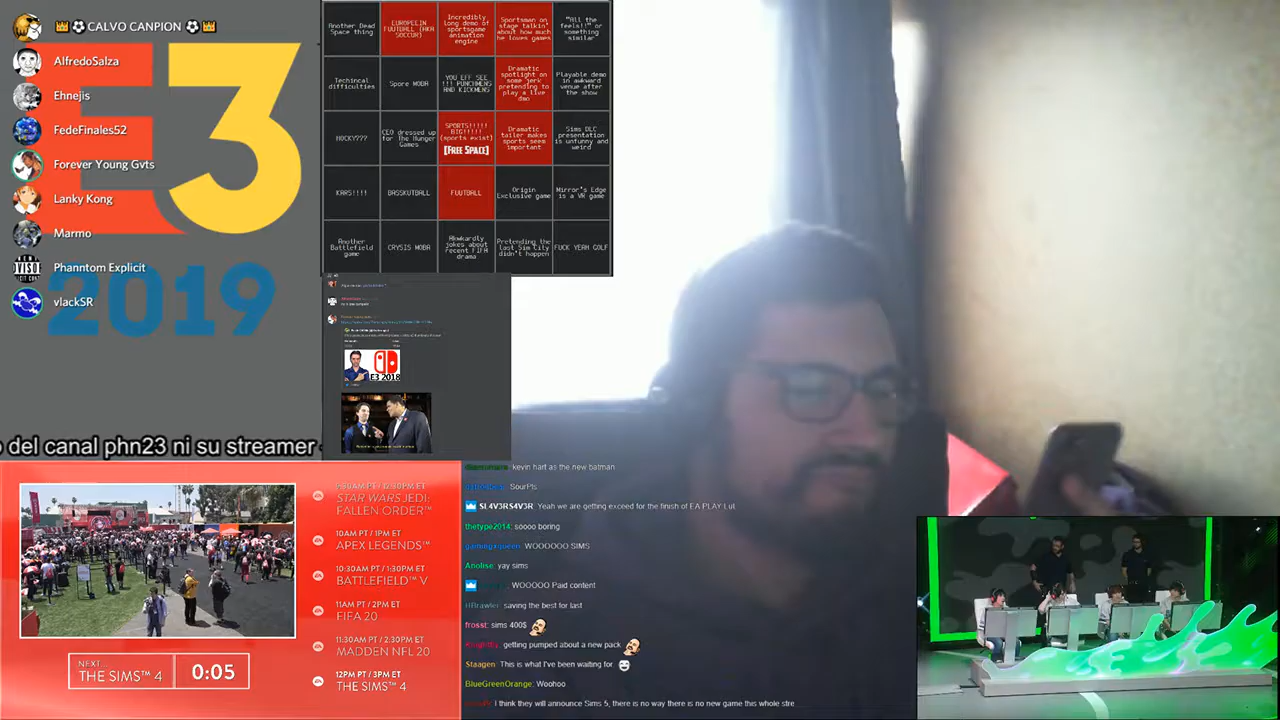 CALVO CANPION
AlfredoSalza
Ehnejis
FedeFinales52
Forever Young Gvts
Lanky Kong
Marmo
Phanntom Explicit
vlackSR
E3
2019
o del canal phn23 ni su streamer -
Another Dead Space thing
EUROPEEIN FUUTBALL (AKA SOCCUR)
Incredibly long demo of sportsgame animation engine
Sportsman on stage talkin' about how much he loves games
"All the feels!!" or something similar
Techincal difficulties
Spore MOBA
YOU EFF SEE !!! PUNCHMENS AND KICKMENS
Dramatic spotlight on some jerk pretending to play a live dmo
Playable demo in awkward venue after the show
HOCKY???
CEO dressed up for The Hunger Games
SPORTS!!!!! BIG!!!!! (sports exist)
[FREE SPACE]
Dramatic tailer makes sports seem important
Sims DLC presentation is unfunny and weird
KARS!!!!
BASSKUTBALL
FUUTBALL
Origin Exclusive game
Mirror's Edge is a VR game
Another Battlefield game
CRYSIS MOBA
Akwkardly jokes about recent FIFA drama
Pretending the last Sim City didn't happen
FUCK YEAH GOLF
E3 2018
9:30AM PT / 12:30PM ET
STAR WARS JEDI:
FALLEN ORDER™
10AM PT / 1PM ET
APEX LEGENDS™
10:30AM PT / 1:30PM ET
BATTLEFIELD™ V
11AM PT / 2PM ET
FIFA 20
11:30AM PT / 2:30PM ET
MADDEN NFL 20
12PM PT / 3PM ET
THE SIMS™ 4
NEXT...
THE SIMS™ 4
0:05
kevin hart as the new batman
SourPls
SL4V3RS4V3R: Yeah we are getting exceed for the finish of EA PLAY Lul
thetype2014: soooo boring
gamingxqueen: WOOOOO SIMS
Anolise: yay sims
WOOOOO Paid content
HBrawler: saving the best for last
frosst: sims 400$
getting pumped about a new pack
Staagen: This is what I've been waiting for
BlueGreenOrange: Woohoo
I think they will announce Sims 5, there is no way there is no new game this whole stre